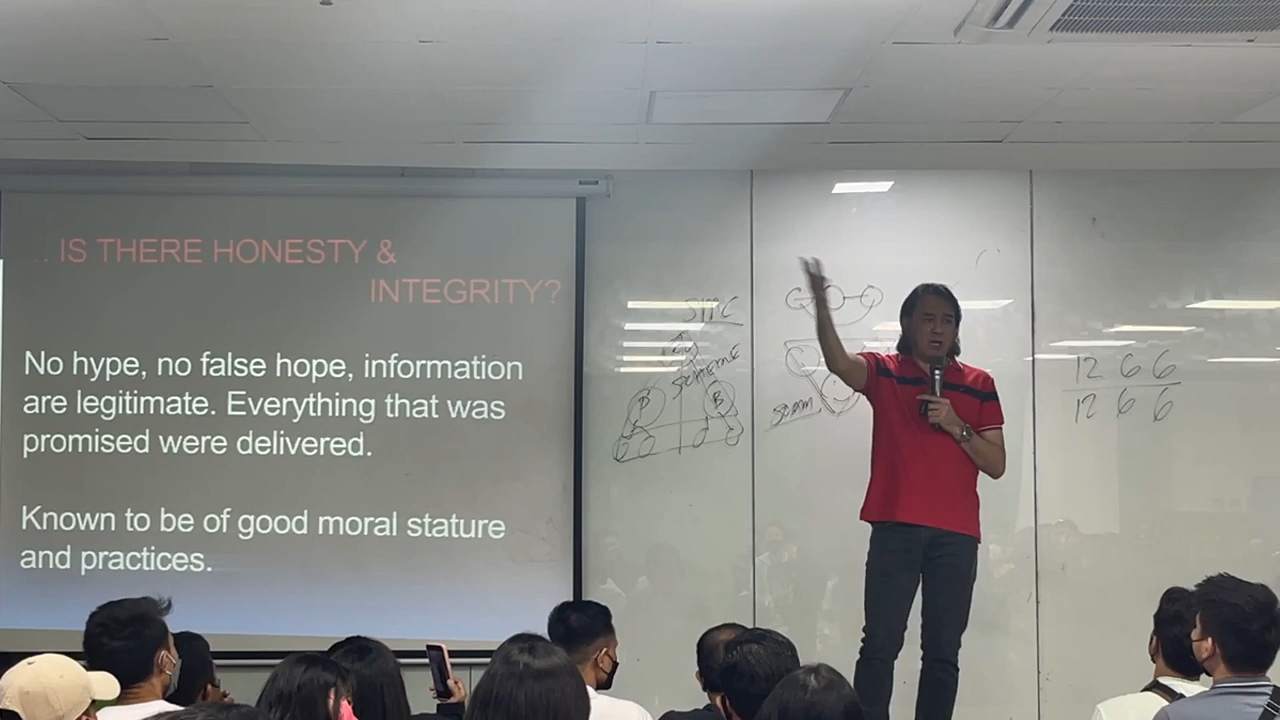 .. IS THERE HONESTY &
INTEGRITY?
No hype, no false hope, information
are legitimate. Everything that was
promised were delivered.
Known to be of good moral stature
and practices.
SCHEME
P
B
SCAM
12 6 6
12 6 6